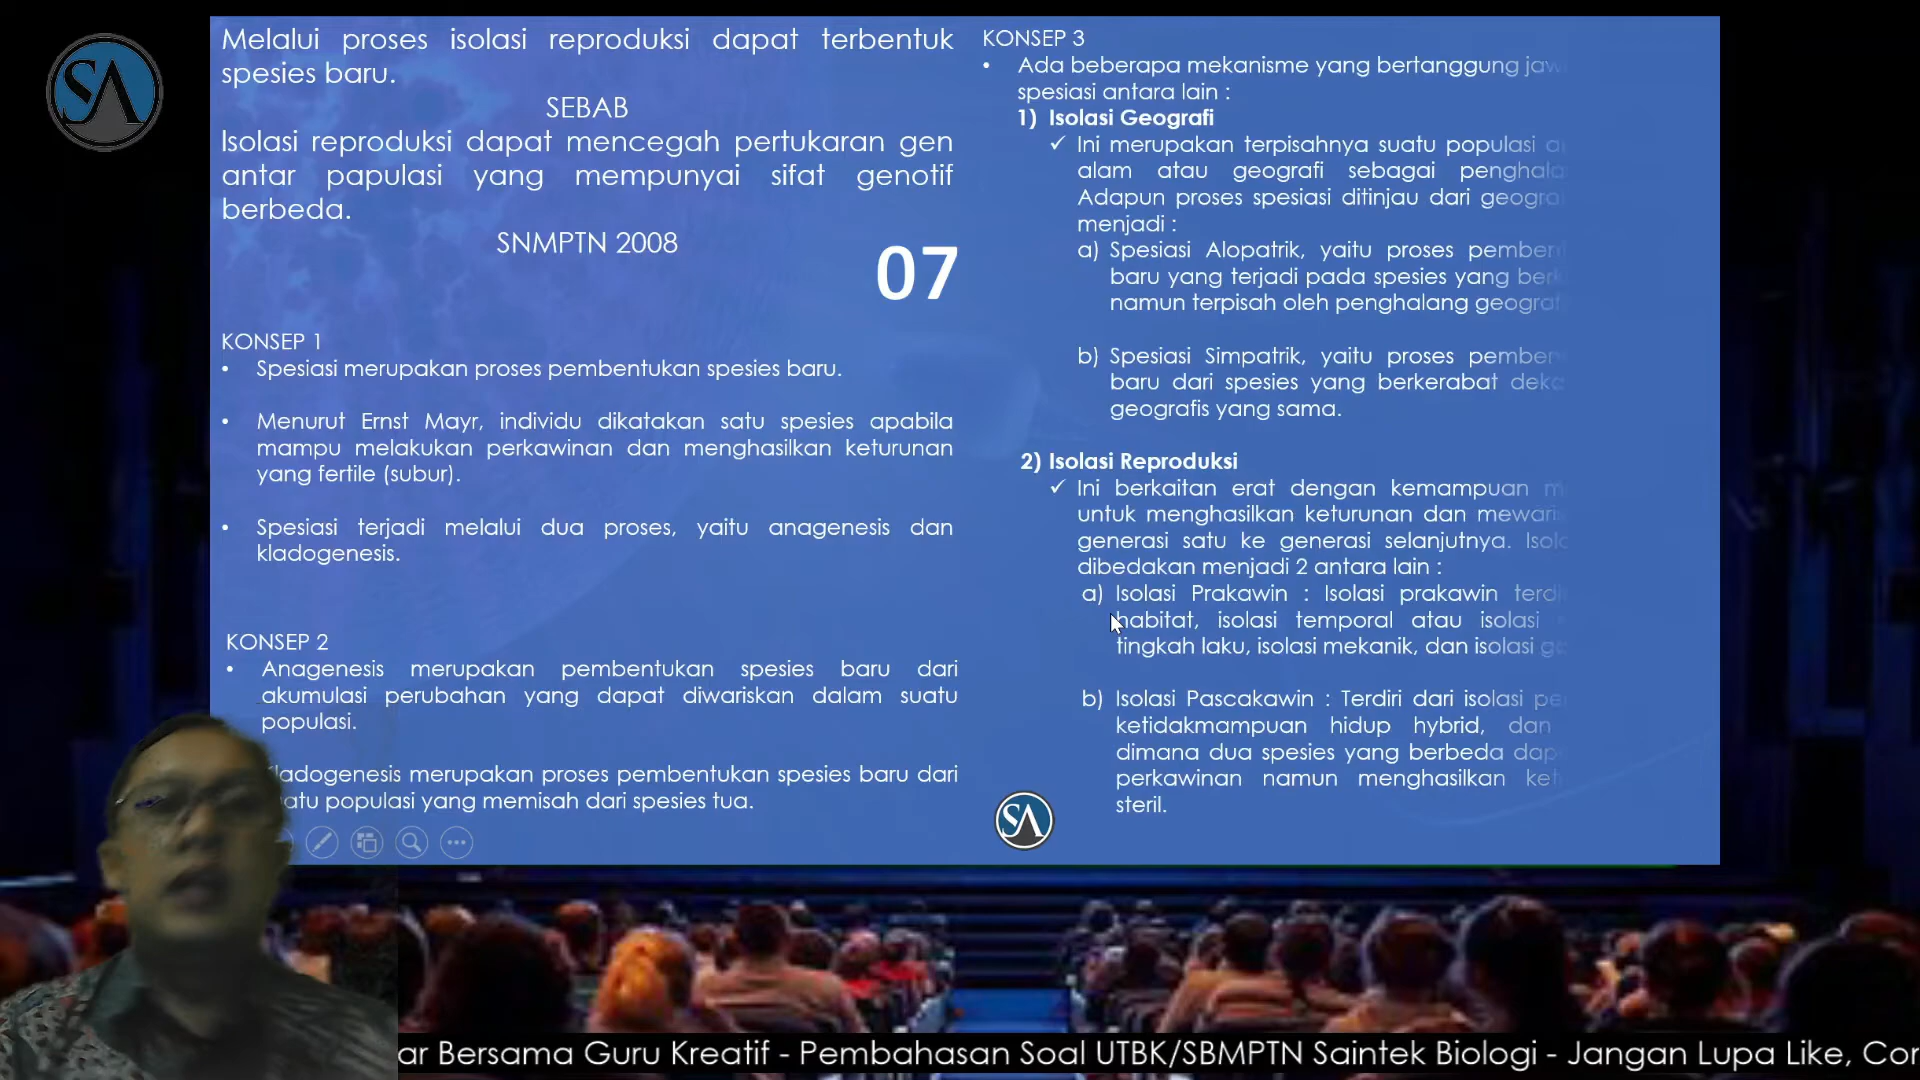 SA
Melalui proses isolasi reproduksi dapat terbentuk
spesies baru.
SEBAB
Isolasi reproduksi dapat mencegah pertukaran gen
antar papulasi yang mempunyai sifat genotif
berbeda.
SNMPTN 2008
07
KONSEP 1
• Spesiasi merupakan proses pembentukan spesies baru.
• Menurut Ernst Mayr, individu dikatakan satu spesies apabila
mampu melakukan perkawinan dan menghasilkan keturunan
yang fertile (subur).
• Spesiasi terjadi melalui dua proses, yaitu anagenesis dan
kladogenesis.
KONSEP 2
• Anagenesis merupakan pembentukan spesies baru dari
akumulasi perubahan yang dapat diwariskan dalam suatu
populasi.
ladogenesis merupakan proses pembentukan spesies baru dari
atu populasi yang memisah dari spesies tua.
KONSEP 3
• Ada beberapa mekanisme yang bertanggung
spesiasi antara lain :
1) Isolasi Geografi
✓ Ini merupakan terpisahnya suatu populasi
alam atau geografi sebagai
Adapun proses spesiasi ditinjau dari
menjadi :
a) Spesiasi Alopatrik, yaitu proses
baru yang terjadi pada spesies yang
namun terpisah oleh penghalang
b) Spesiasi Simpatrik, yaitu proses
baru dari spesies yang berkerabat
geografis yang sama.
2) Isolasi Reproduksi
✓ Ini berkaitan erat dengan kemampuan
untuk menghasilkan keturunan dan
generasi satu ke generasi selanjutnya.
dibedakan menjadi 2 antara lain :
a) Isolasi Prakawin : Isolasi prakawin
habitat, isolasi temporal atau isolasi
tingkah laku, isolasi mekanik, dan isolasi
b) Isolasi Pascakawin : Terdiri dari isolasi
ketidakmampuan hidup hybrid, dan
dimana dua spesies yang berbeda
perkawinan namun menghasilkan
steril.
SA
ar Bersama Guru Kreatif - Pembahasan Soal UTBK/SBMPTN Saintek Biologi - Jangan Lupa Like, Cor